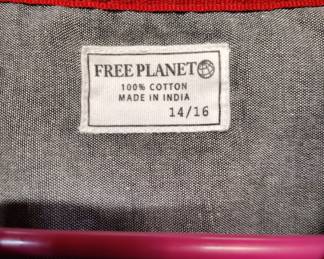 FREE PLANET
100% COTTON
MADE IN INDIA
14/16